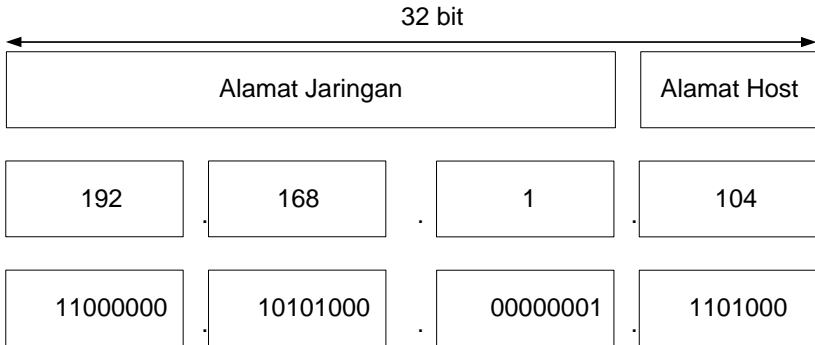 32 bit
Alamat Jaringan Alamat Host
192 . 168 . 1 . 104
11000000 . 10101000 . 00000001 . 1101000